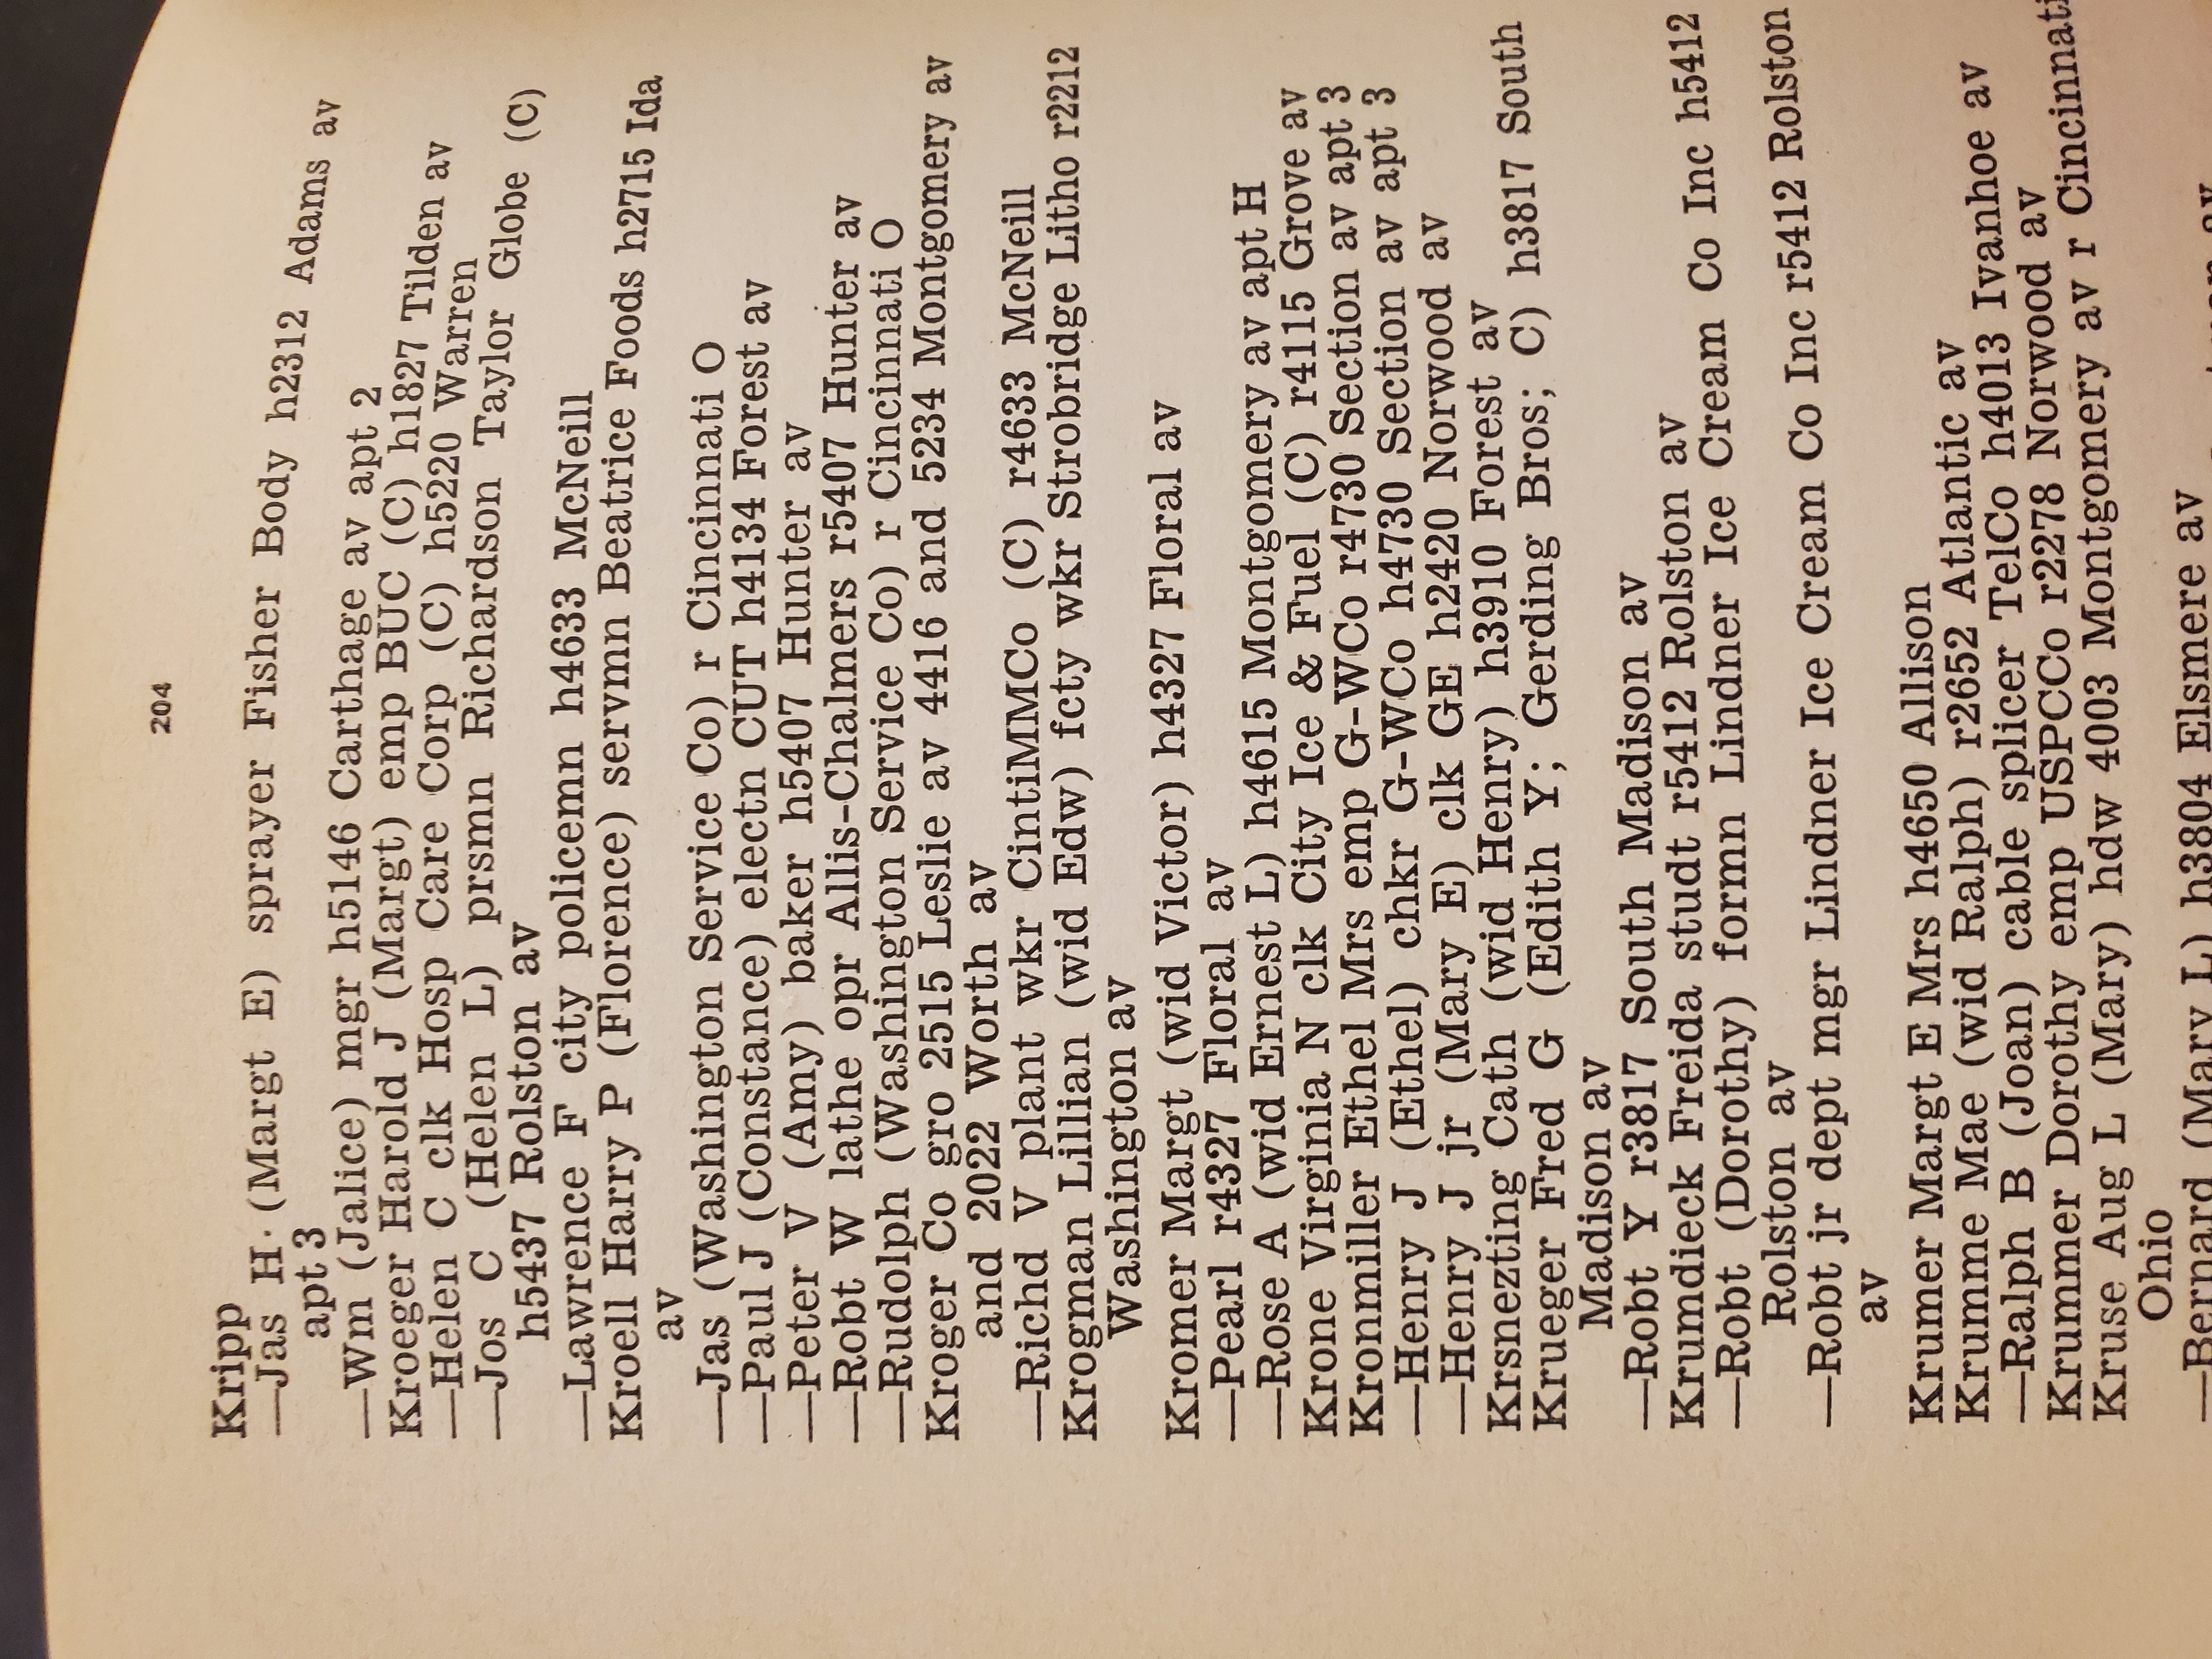 204
Kripp
—Jas H (Margt E) sprayer Fisher Body h2312 Adams av
apt 3
—Wm (Jalice) mgr h5146 Carthage av apt 2
Kroeger Harold J (Margt) emp BUC (C) h1827 Tilden av
—Helen C clk Hosp Care Corp (C) h5220 Warren
—Jos C (Helen L) prsmn Richardson Taylor Globe (C)
h5437 Rolston av
—Lawrence F city policemn h4633 McNeill
Kroell Harry P (Florence) servmn Beatrice Foods h2715 Ida
av
—Jas (Washington Service Co) r Cincinnati O
—Paul J (Constance) electn CUT h4134 Forest av
—Peter V (Amy) baker h5407 Hunter av
—Robt W lathe opr Allis-Chalmers r5407 Hunter av
—Rudolph (Washington Service Co) r Cincinnati O
Kroger Co gro 2515 Leslie av 4416 and 5234 Montgomery av
and 2022 Worth av
—Richd V plant wkr CintiMMCo (C) r4633 McNeill
Krogman Lillian (wid Edw) fcty wkr Strobridge Litho r2212
Washington av
Kromer Margt (wid Victor) h4327 Floral av
—Pearl r4327 Floral av
—Rose A (wid Ernest L) h4615 Montgomery av apt H
Krone Virginia N clk City Ice & Fuel (C) r4115 Grove av
Kronmiller Ethel Mrs emp G-WCo r4730 Section av apt 3
—Henry J (Ethel) chkr G-WCo h4730 Section av apt 3
—Henry J jr (Mary E) clk GE h2420 Norwood av
Krsnezting Cath (wid Henry) h3910 Forest av
Krueger Fred G (Edith Y; Gerding Bros; C) h3817 South
Madison av
—Robt Y r3817 South Madison av
Krumdieck Freida studt r5412 Rolston av
—Robt (Dorothy) formn Lindner Ice Cream Co Inc h5412
Rolston av
—Robt jr dept mgr Lindner Ice Cream Co Inc r5412 Rolston
av
Krumer Margt E Mrs h4650 Allison
Krumme Mae (wid Ralph) r2652 Atlantic av
—Ralph B (Joan) cable splicer TelCo h4013 Ivanhoe av
Krummer Dorothy emp USPCCo r2278 Norwood av
Kruse Aug L (Mary) hdw 4003 Montgomery av r Cincinnati
Ohio
—Bernard (Mary L) h3804 Elsmere av